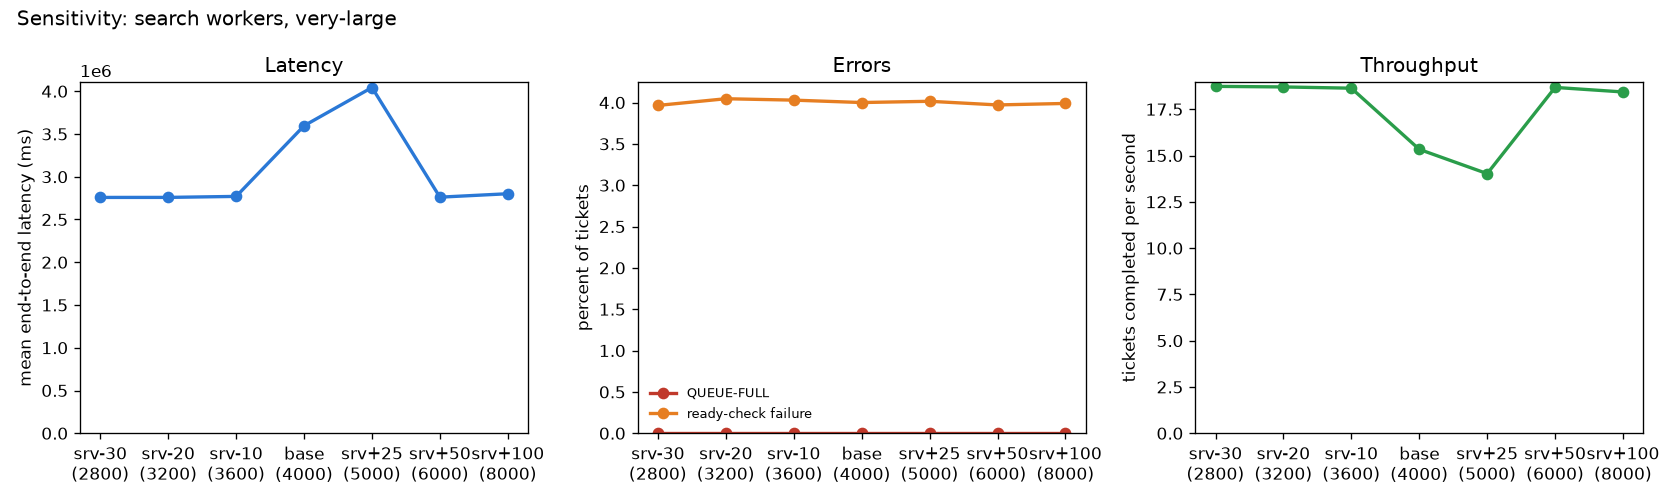 Sensitivity: search workers, very-large
Latency
1e6
mean end-to-end latency (ms)
4.0
3.5
3.0
2.5
2.0
1.5
1.0
0.5
0.0
srv-30 srv-20 srv-10 base srv+25 srv+50 srv+100
(2800) (3200) (3600) (4000) (5000) (6000) (8000)
Errors
percent of tickets
4.0
3.5
3.0
2.5
2.0
1.5
1.0
0.5
0.0
QUEUE-FULL
ready-check failure
srv-30 srv-20 srv-10 base srv+25 srv+50 srv+100
(2800) (3200) (3600) (4000) (5000) (6000) (8000)
Throughput
tickets completed per second
17.5
15.0
12.5
10.0
7.5
5.0
2.5
0.0
srv-30 srv-20 srv-10 base srv+25 srv+50 srv+100
(2800) (3200) (3600) (4000) (5000) (6000) (8000)